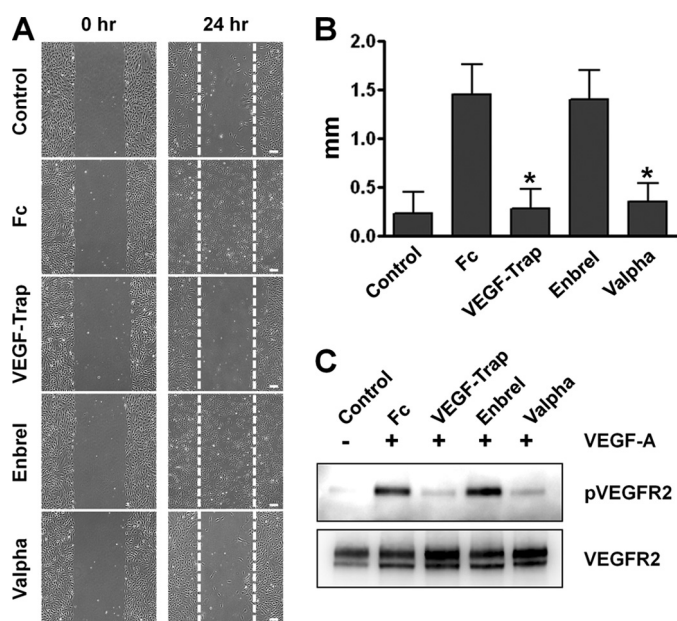 A
0 hr
24 hr
Control
Fc
VEGF-Trap
Enbrel
Valpha
B
2.0
1.5
1.0
0.5
0.0
mm
*
*
Control
Fc
VEGF-Trap
Enbrel
Valpha
C
Control
Fc
VEGF-Trap
Enbrel
Valpha
- + + + + VEGF-A
pVEGFR2
VEGFR2